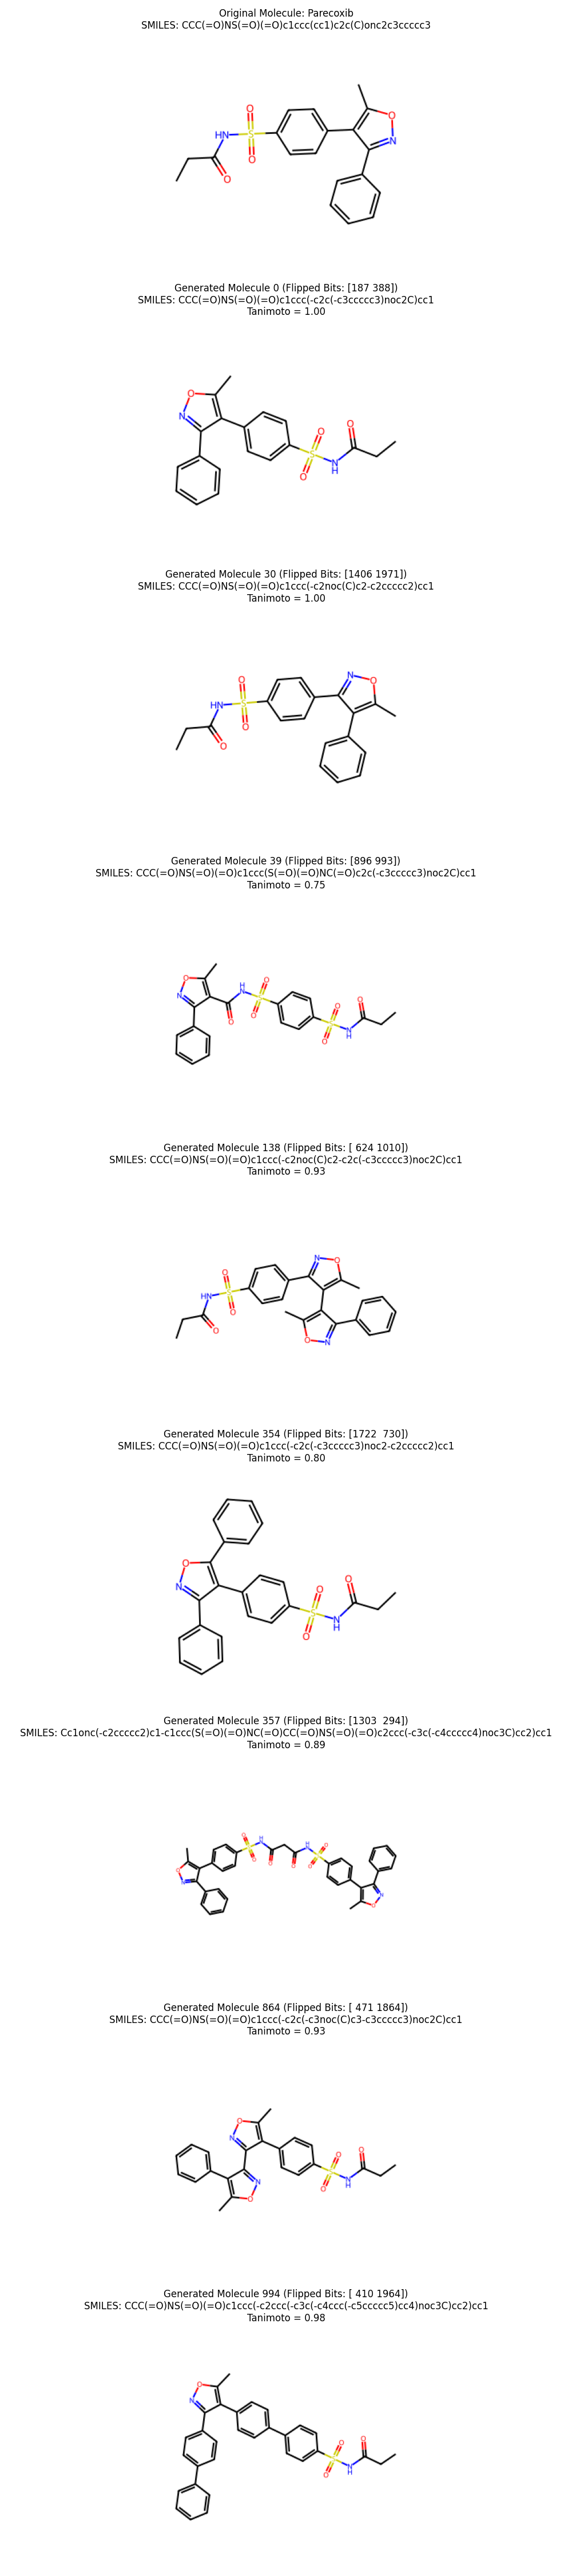 Original Molecule: Parecoxib
SMILES: CCC(=O)NS(=O)(=O)c1ccc(cc1)c2c(C)onc2c3ccccc3
O
O
HN
S
N
O
O
Generated Molecule 0 (Flipped Bits: [187 388])
SMILES: CCC(=O)NS(=O)(=O)c1ccc(-c2c(-c3ccccc3)noc2C)cc1
Tanimoto = 1.00
O
N
O
O
S
O
N
H
Generated Molecule 30 (Flipped Bits: [1406 1971])
SMILES: CCC(=O)NS(=O)(=O)c1ccc(-c2noc(C)c2-c2ccccc2)cc1
Tanimoto = 1.00
N
O
O
HN
S
O
O
Generated Molecule 39 (Flipped Bits: [896 993])
SMILES: CCC(=O)NS(=O)(=O)c1ccc(S(=O)(=O)NC(=O)c2c(-c3ccccc3)noc2C)cc1
Tanimoto = 0.75
O
O
H
N
N
S
O
O
O
O
S
O
N
H
Generated Molecule 138 (Flipped Bits: [ 624 1010])
SMILES: CCC(=O)NS(=O)(=O)c1ccc(-c2noc(C)c2-c2c(-c3ccccc3)noc2C)cc1
Tanimoto = 0.93
N
O
O
HN
S
O
O
O
N
Generated Molecule 354 (Flipped Bits: [1722  730])
SMILES: CCC(=O)NS(=O)(=O)c1ccc(-c2c(-c3ccccc3)noc2-c2ccccc2)cc1
Tanimoto = 0.80
O
N
O
O
S
O
N
H
Generated Molecule 357 (Flipped Bits: [1303  294])
SMILES: Cc1onc(-c2ccccc2)c1-c1ccc(S(=O)(=O)NC(=O)CC(=O)NS(=O)(=O)c2ccc(-c3c(-c4ccccc4)noc3C)cc2)cc1
Tanimoto = 0.89
O
H
N
H
N
O
S
S
O
O
O
O
O
N
N
O
Generated Molecule 864 (Flipped Bits: [ 471 1864])
SMILES: CCC(=O)NS(=O)(=O)c1ccc(-c2c(-c3noc(C)c3-c3ccccc3)noc2C)cc1
Tanimoto = 0.93
O
N
O
O
S
N
O
N
H
O
Generated Molecule 994 (Flipped Bits: [ 410 1964])
SMILES: CCC(=O)NS(=O)(=O)c1ccc(-c2ccc(-c3c(-c4ccc(-c5ccccc5)cc4)noc3C)cc2)cc1
Tanimoto = 0.98
O
N
O
O
S
O
N
H